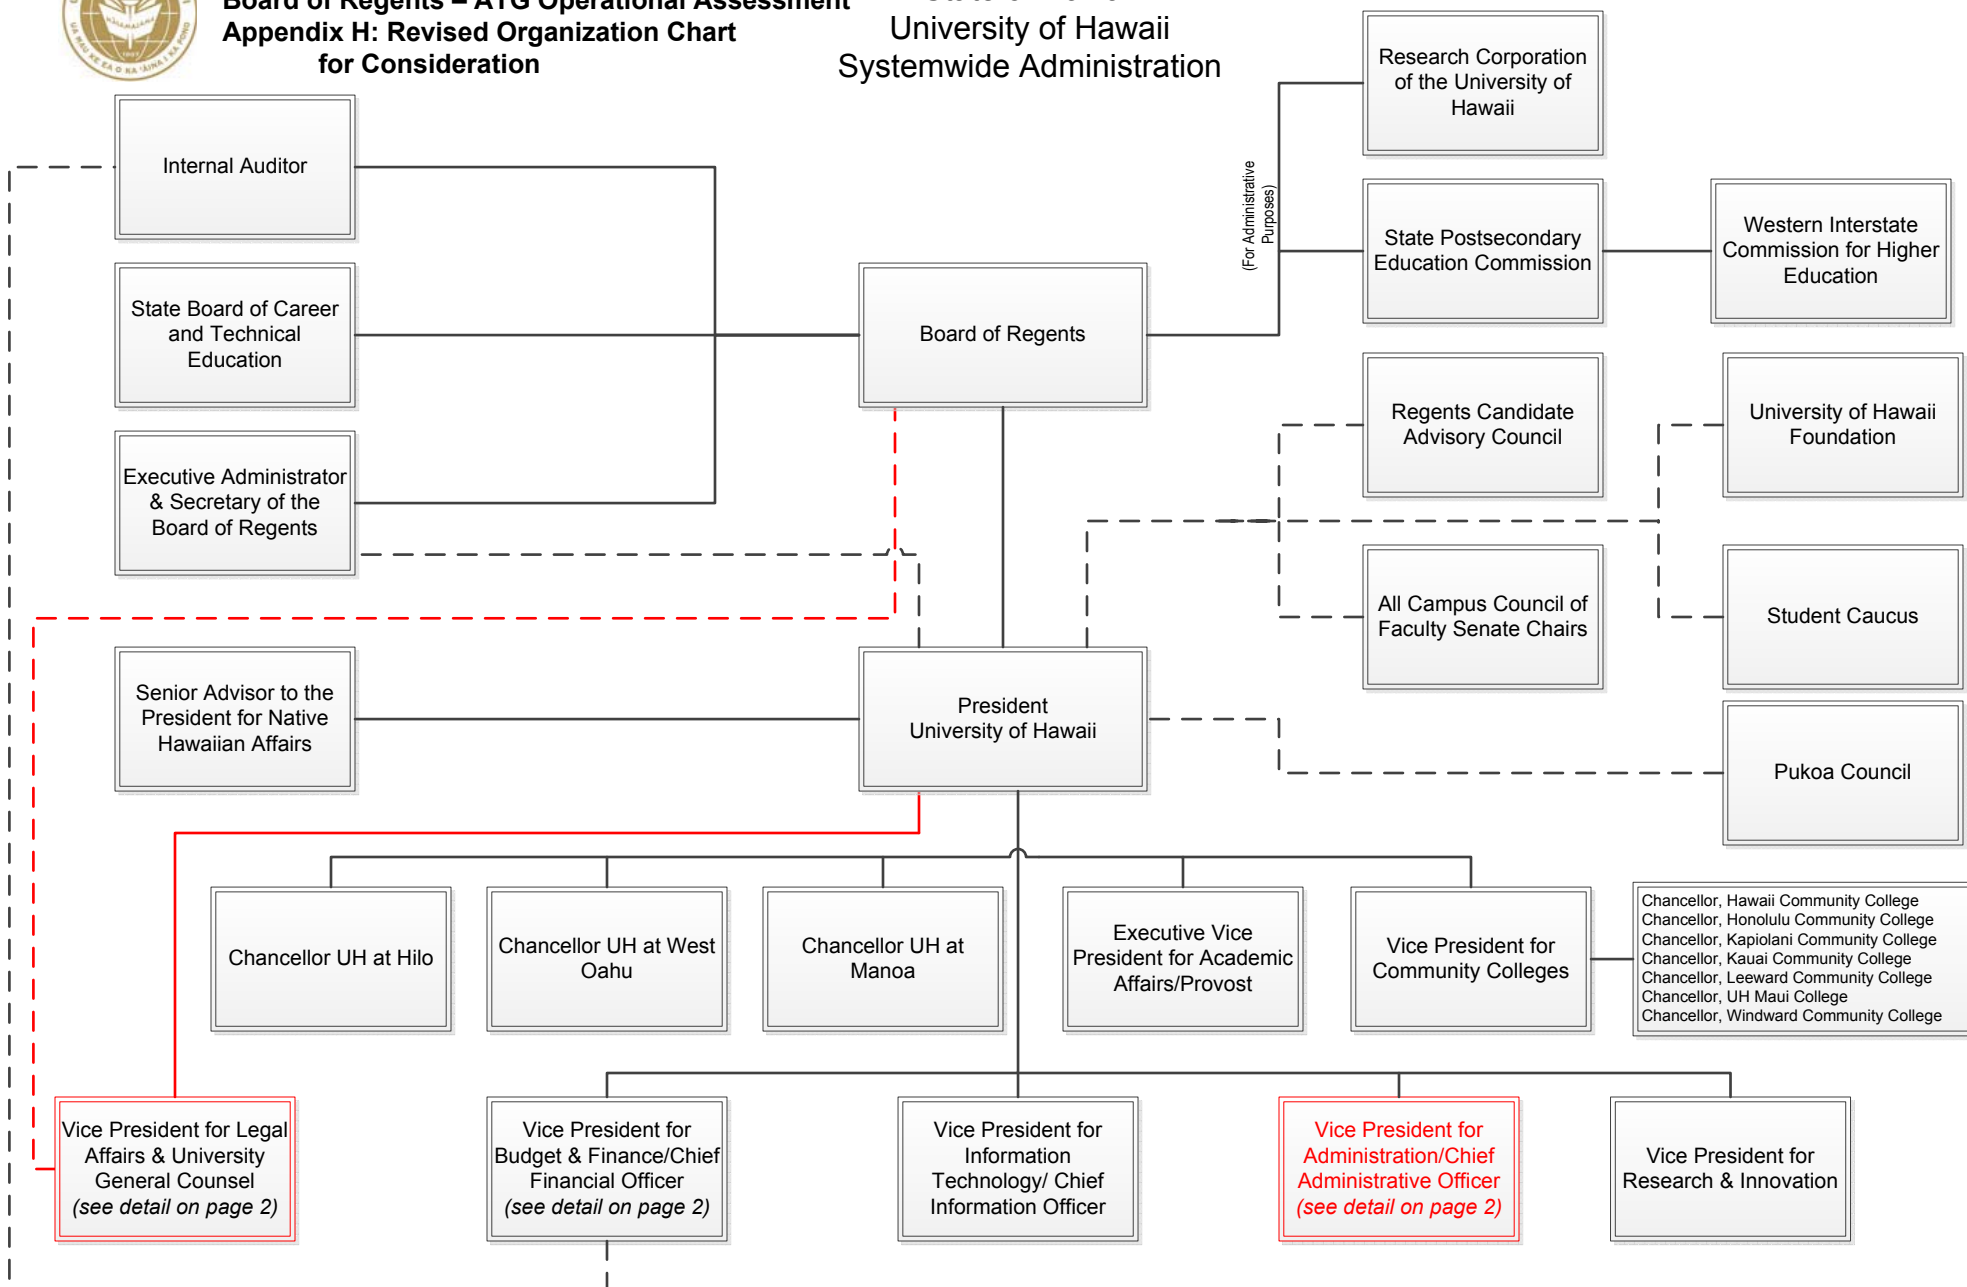 Board of Regents – ATG Operational Assessment
Appendix H: Revised Organization Chart
for Consideration
University of Hawaii
Systemwide Administration
Research Corporation
of the University of
Hawaii
Internal Auditor
(For Administrative
Purposes)
State Postsecondary
Education Commission
Western Interstate
Commission for Higher
Education
State Board of Career
and Technical
Education
Board of Regents
Regents Candidate
Advisory Council
University of Hawaii
Foundation
Executive Administrator
& Secretary of the
Board of Regents
All Campus Council of
Faculty Senate Chairs
Student Caucus
Senior Advisor to the
President for Native
Hawaiian Affairs
President
University of Hawaii
Pukoa Council
Chancellor UH at Hilo
Chancellor UH at West
Oahu
Chancellor UH at
Manoa
Executive Vice
President for Academic
Affairs/Provost
Vice President for
Community Colleges
Chancellor, Hawaii Community College
Chancellor, Honolulu Community College
Chancellor, Kapiolani Community College
Chancellor, Kauai Community College
Chancellor, Leeward Community College
Chancellor, UH Maui College
Chancellor, Windward Community College
Vice President for Legal
Affairs & University
General Counsel
(see detail on page 2)
Vice President for
Budget & Finance/Chief
Financial Officer
(see detail on page 2)
Vice President for
Information
Technology/ Chief
Information Officer
Vice President for
Administration/Chief
Administrative Officer
(see detail on page 2)
Vice President for
Research & Innovation